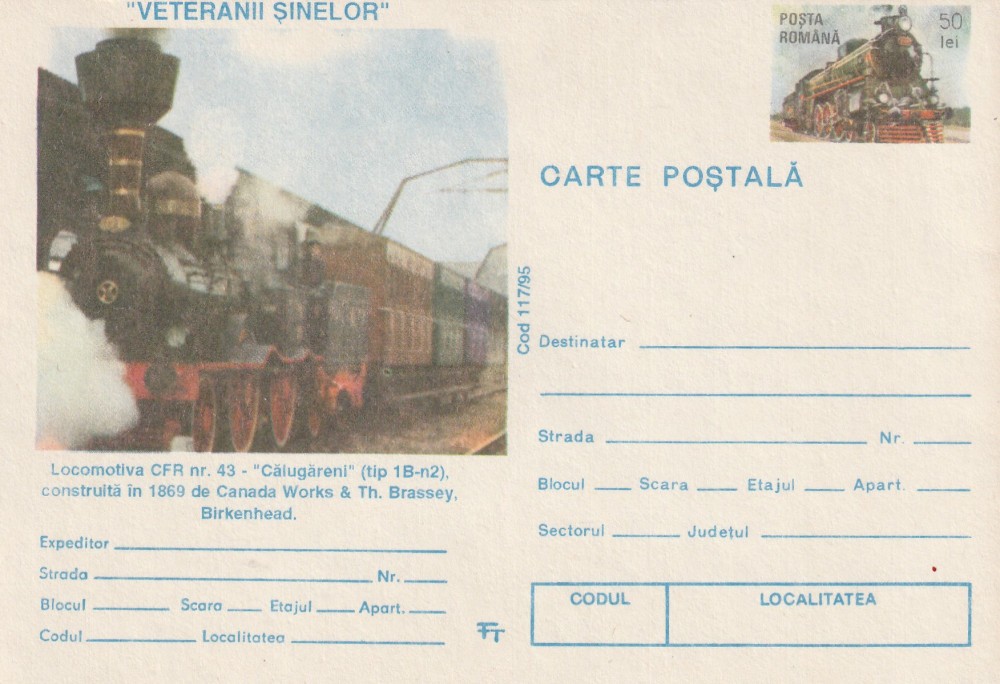 "VETERANII ȘINELOR"
POȘTA ROMÂNĂ
50 lei
CARTE POȘTALĂ
Cod 117/95
Locomotiva CFR nr. 43 - "Călugăreni" (tip 1B-n2),
construită în 1869 de Canada Works & Th. Brassey,
Birkenhead.
Expeditor
Strada Nr.
Blocul Scara Etajul Apart.
Codul Localitatea
FT
Destinatar
Strada Nr.
Blocul Scara Etajul Apart.
Sectorul Județul
CODUL LOCALITATEA